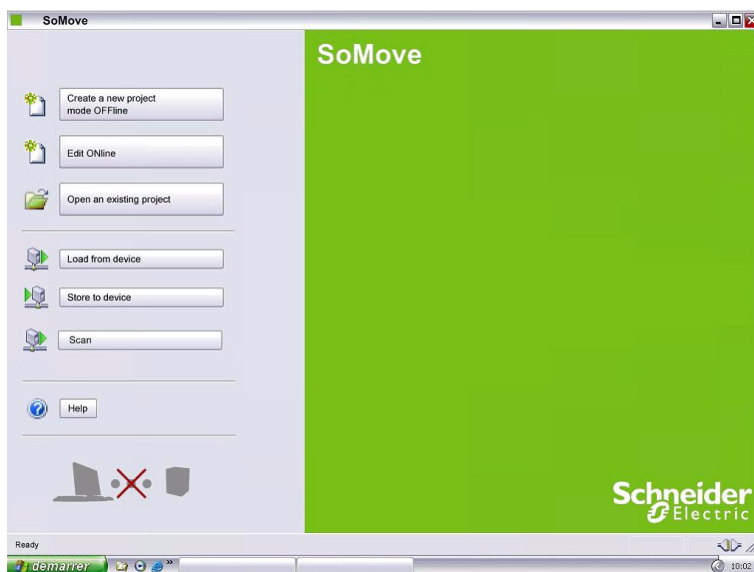 SoMove
SoMove
Create a new project
mode OFFline
Edit ONline
Open an existing project
Load from device
Store to device
Scan
Help
Schneider
Electric
Ready
démarrer
10:02